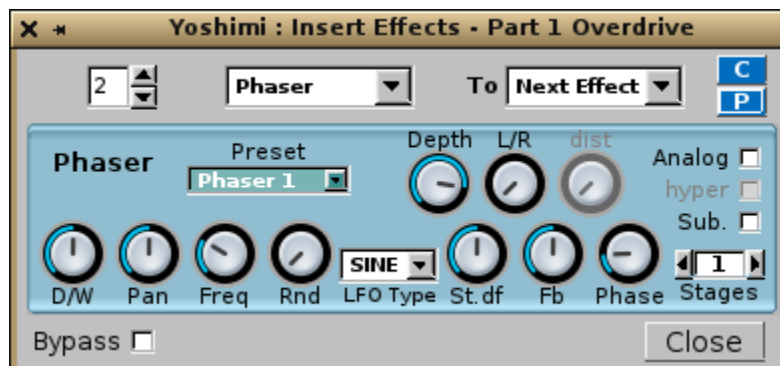 Yoshimi : Insert Effects - Part 1 Overdrive
2 Phaser To Next Effect C
P
Phaser Preset Depth L/R dist Analog
Phaser 1 hyper
Sub.
SINE 1
D/W Pan Freq Rnd LFO Type St.df Fb Phase Stages
Bypass Close